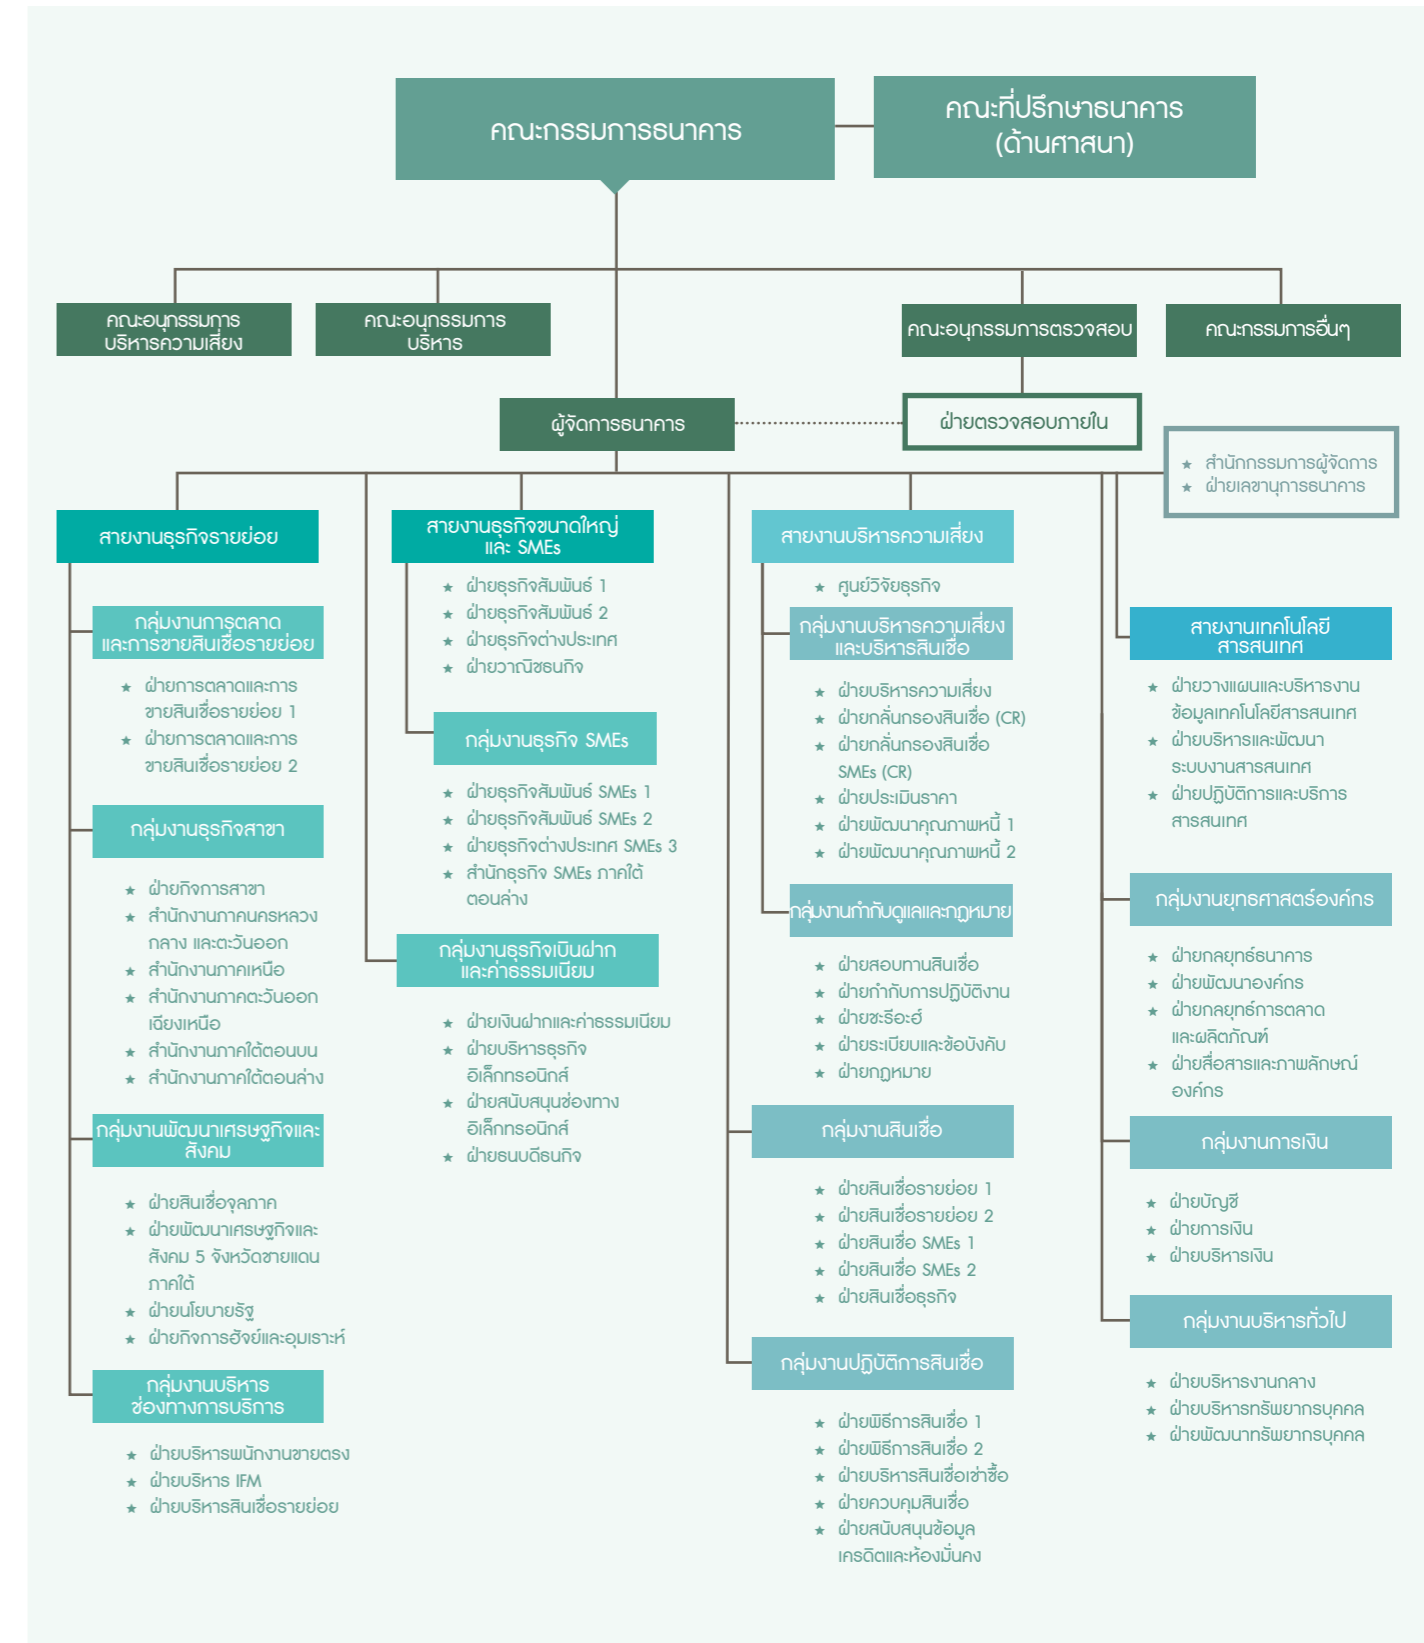 คณะกรรมการธนาคาร
คณะที่ปรึกษาธนาคาร
(ด้านศาสนา)
คณะอนุกรรมการ
บริหารความเสี่ยง
คณะอนุกรรมการ
บริหาร
คณะอนุกรรมการตรวจสอบ
คณะกรรมการอื่นๆ
ผู้จัดการธนาคาร
ฝ่ายตรวจสอบภายใน
★ สำนักกรรมการผู้จัดการ
★ ฝ่ายเลขานุการธนาคาร
สายงานธุรกิจรายย่อย
กลุ่มงานการตลาด
และการขายสินเชื่อรายย่อย
★ ฝ่ายการตลาดและการ
ขายสินเชื่อรายย่อย 1
★ ฝ่ายการตลาดและการ
ขายสินเชื่อรายย่อย 2
กลุ่มงานธุรกิจสาขา
★ ฝ่ายกิจการสาขา
★ สำนักงานภาคนครหลวง
กลาง และตะวันออก
★ สำนักงานภาคเหนือ
★ สำนักงานภาคตะวันออก
เฉียงเหนือ
★ สำนักงานภาคใต้ตอนบน
★ สำนักงานภาคใต้ตอนล่าง
กลุ่มงานพัฒนาเศรษฐกิจและ
สังคม
★ ฝ่ายสินเชื่อจุลภาค
★ ฝ่ายพัฒนาเศรษฐกิจและ
สังคม 5 จังหวัดชายแดน
ภาคใต้
★ ฝ่ายนโยบายรัฐ
★ ฝ่ายกิจการฮัจย์และอุมเราะห์
กลุ่มงานบริหาร
ช่องทางการบริการ
★ ฝ่ายบริหารพนักงานขายตรง
★ ฝ่ายบริหาร IFM
★ ฝ่ายบริหารสินเชื่อรายย่อย
สายงานธุรกิจขนาดใหญ่
และ SMEs
★ ฝ่ายธุรกิจสัมพันธ์ 1
★ ฝ่ายธุรกิจสัมพันธ์ 2
★ ฝ่ายธุรกิจต่างประเทศ
★ ฝ่ายวาณิชธนกิจ
กลุ่มงานธุรกิจ SMEs
★ ฝ่ายธุรกิจสัมพันธ์ SMEs 1
★ ฝ่ายธุรกิจสัมพันธ์ SMEs 2
★ ฝ่ายธุรกิจต่างประเทศ SMEs 3
★ สำนักธุรกิจ SMEs ภาคใต้
ตอนล่าง
กลุ่มงานธุรกิจเงินฝาก
และค่าธรรมเนียม
★ ฝ่ายเงินฝากและค่าธรรมเนียม
★ ฝ่ายบริหารธุรกิจ
อิเล็กทรอนิกส์
★ ฝ่ายสนับสนุนช่องทาง
อิเล็กทรอนิกส์
★ ฝ่ายธนบดีธนกิจ
สายงานบริหารความเสี่ยง
★ ศูนย์วิจัยธุรกิจ
กลุ่มงานบริหารความเสี่ยง
และบริหารสินเชื่อ
★ ฝ่ายบริหารความเสี่ยง
★ ฝ่ายกลั่นกรองสินเชื่อ (CR)
★ ฝ่ายกลั่นกรองสินเชื่อ
SMEs (CR)
★ ฝ่ายประเมินราคา
★ ฝ่ายพัฒนาคุณภาพหนี้ 1
★ ฝ่ายพัฒนาคุณภาพหนี้ 2
กลุ่มงานกำกับดูแลและกฎหมาย
★ ฝ่ายสอบทานสินเชื่อ
★ ฝ่ายกำกับการปฏิบัติงาน
★ ฝ่ายชะรีอะฮ์
★ ฝ่ายระเบียบและข้อบังคับ
★ ฝ่ายกฎหมาย
กลุ่มงานสินเชื่อ
★ ฝ่ายสินเชื่อรายย่อย 1
★ ฝ่ายสินเชื่อรายย่อย 2
★ ฝ่ายสินเชื่อ SMEs 1
★ ฝ่ายสินเชื่อ SMEs 2
★ ฝ่ายสินเชื่อธุรกิจ
กลุ่มงานปฏิบัติการสินเชื่อ
★ ฝ่ายพิธีการสินเชื่อ 1
★ ฝ่ายพิธีการสินเชื่อ 2
★ ฝ่ายบริหารสินเชื่อเช่าซื้อ
★ ฝ่ายควบคุมสินเชื่อ
★ ฝ่ายสนับสนุนข้อมูล
เครดิตและห้องมั่นคง
สายงานเทคโนโลยี
สารสนเทศ
★ ฝ่ายวางแผนและบริหารงาน
ข้อมูลเทคโนโลยีสารสนเทศ
★ ฝ่ายบริหารและพัฒนา
ระบบงานสารสนเทศ
★ ฝ่ายปฏิบัติการและบริการ
สารสนเทศ
กลุ่มงานยุทธศาสตร์องค์กร
★ ฝ่ายกลยุทธ์ธนาคาร
★ ฝ่ายพัฒนาองค์กร
★ ฝ่ายกลยุทธ์การตลาด
และผลิตภัณฑ์
★ ฝ่ายสื่อสารและภาพลักษณ์
องค์กร
กลุ่มงานการเงิน
★ ฝ่ายบัญชี
★ ฝ่ายการเงิน
★ ฝ่ายบริหารเงิน
กลุ่มงานบริหารทั่วไป
★ ฝ่ายบริหารงานกลาง
★ ฝ่ายบริหารทรัพยากรบุคคล
★ ฝ่ายพัฒนาทรัพยากรบุคคล